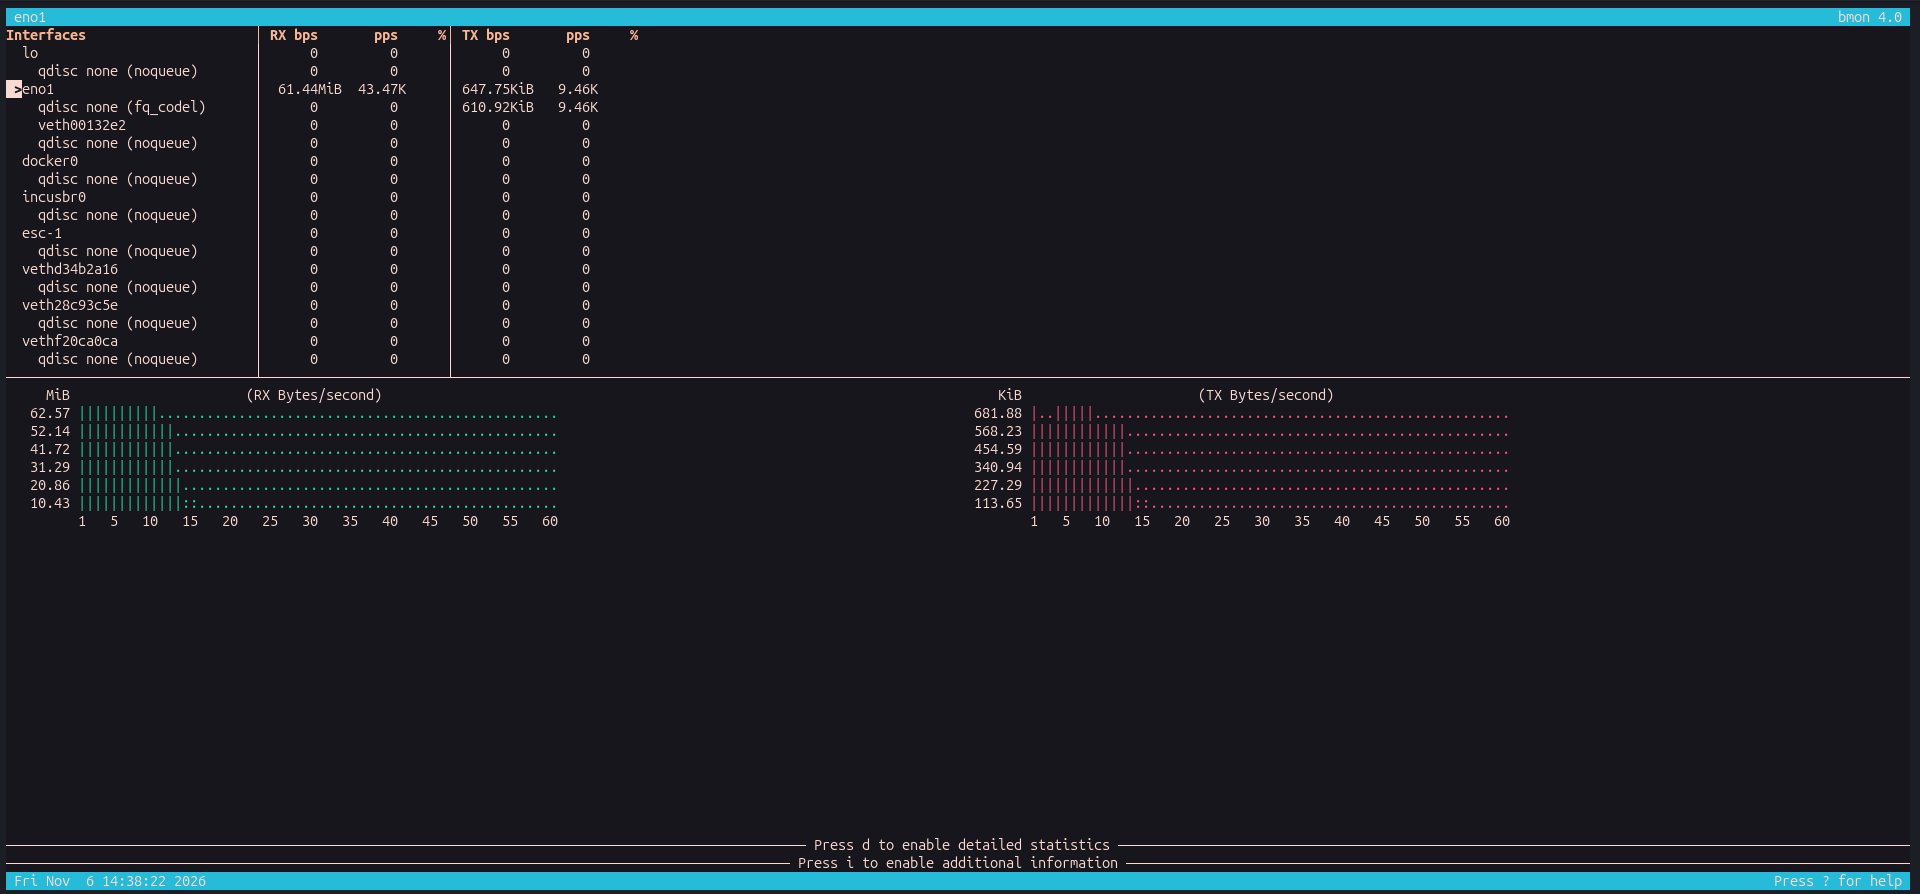 eno1 bmon 4.0
Interfaces RX bps pps % TX bps pps %
lo 0 0 0 0
qdisc none (noqueue) 0 0 0 0
>eno1 61.44MiB 43.47K 647.75KiB 9.46K
qdisc none (fq_codel) 0 0 610.92KiB 9.46K
veth00132e2 0 0 0 0
qdisc none (noqueue) 0 0 0 0
docker0 0 0 0 0
qdisc none (noqueue) 0 0 0 0
incusbr0 0 0 0 0
qdisc none (noqueue) 0 0 0 0
esc-1 0 0 0 0
qdisc none (noqueue) 0 0 0 0
vethd34b2a16 0 0 0 0
qdisc none (noqueue) 0 0 0 0
veth28c93c5e 0 0 0 0
qdisc none (noqueue) 0 0 0 0
vethf20ca0ca 0 0 0 0
qdisc none (noqueue) 0 0 0 0
MiB (RX Bytes/second) KiB (TX Bytes/second)
62.57 ||||||||||.................................................. 681.88 |..|||||....................................................
52.14 ||||||||||||................................................ 568.23 ||||||||||||................................................
41.72 ||||||||||||................................................ 454.59 ||||||||||||................................................
31.29 ||||||||||||................................................ 340.94 ||||||||||||................................................
20.86 |||||||||||||............................................... 227.29 |||||||||||||...............................................
10.43 |||||||||||||::............................................. 113.65 |||||||||||||::.............................................
1 5 10 15 20 25 30 35 40 45 50 55 60 1 5 10 15 20 25 30 35 40 45 50 55 60
Press d to enable detailed statistics
Press i to enable additional information
Fri Nov  6 14:38:22 2026 Press ? for help